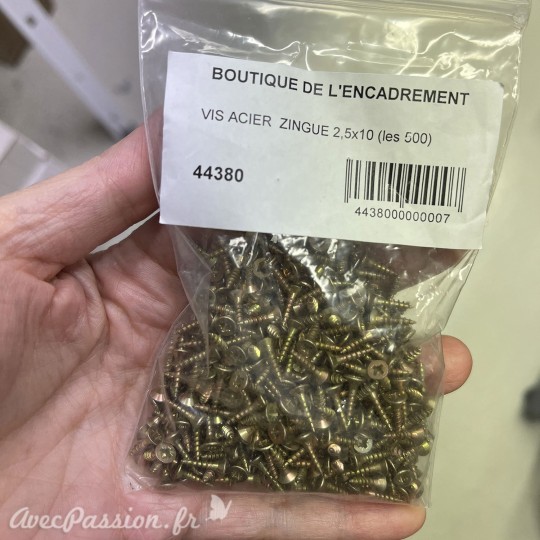 BOUTIQUE DE L'ENCADREMENT
VIS ACIER ZINGUE 2,5x10 (les 500)
44380
4438000000007
AvecPassion.fr